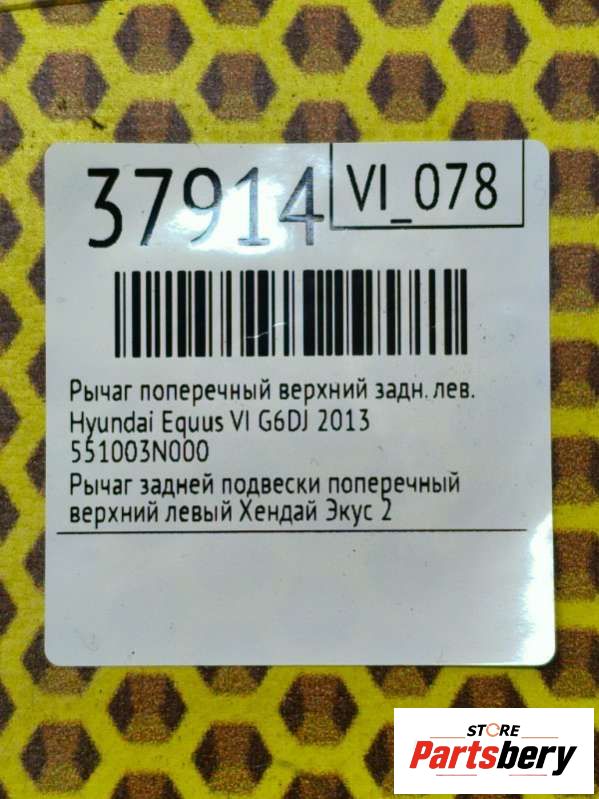 37914
VI_078
Рычаг поперечный верхний задн. лев.
Hyundai Equus VI G6DJ 2013
551003N000
Рычаг задней подвески поперечный
верхний левый Хендай Экус 2
STORE
Partsbery